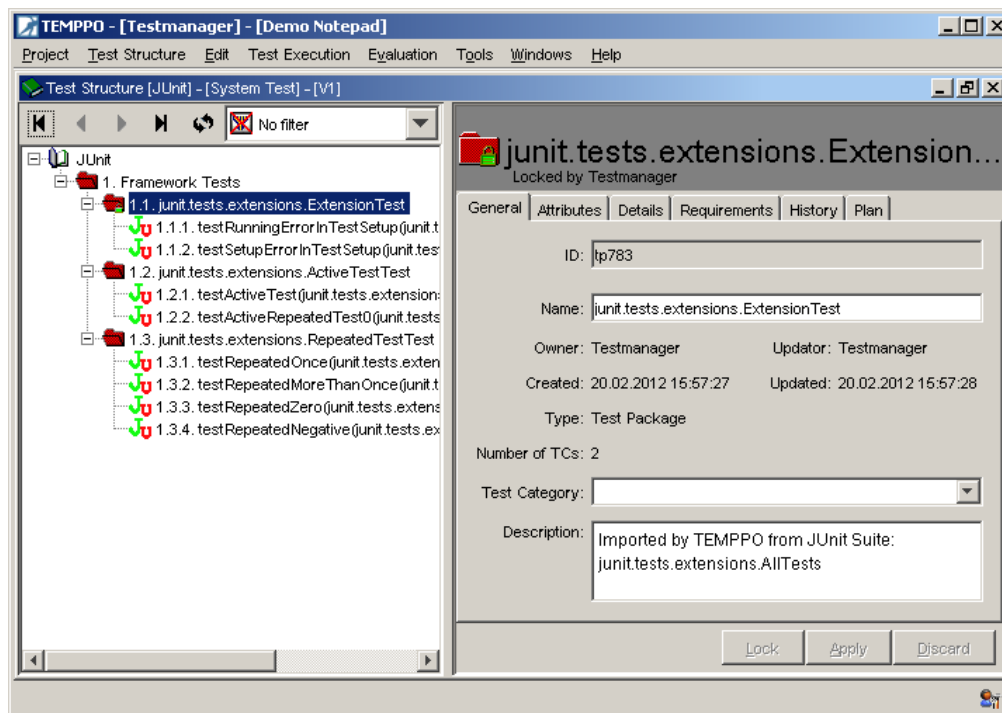 TEMPPO - [Testmanager] - [Demo Notepad]
Project Test Structure Edit Test Execution Evaluation Tools Windows Help
Test Structure [JUnit] - [System Test] - [V1]
No filter
JUnit
1. Framework Tests
1.1. junit.tests.extensions.ExtensionTest
1.1.1. testRunningErrorInTestSetup(junit.t
1.1.2. testSetupErrorInTestSetup(junit.tes
1.2. junit.tests.extensions.ActiveTestTest
1.2.1. testActiveTest(junit.tests.extension
1.2.2. testActiveRepeatedTest0(junit.tests
1.3. junit.tests.extensions.RepeatedTestTest
1.3.1. testRepeatedOnce(junit.tests.exten
1.3.2. testRepeatedMoreThanOnce(junit.t
1.3.3. testRepeatedZero(junit.tests.extens
1.3.4. testRepeatedNegative(junit.tests.ex
junit.tests.extensions.Extension...
Locked by Testmanager
General Attributes Details Requirements History Plan
ID: tp783
Name: junit.tests.extensions.ExtensionTest
Owner: Testmanager Updator: Testmanager
Created: 20.02.2012 15:57:27 Updated: 20.02.2012 15:57:28
Type: Test Package
Number of TCs: 2
Test Category:
Description: Imported by TEMPPO from JUnit Suite:
junit.tests.extensions.AllTests
Lock Apply Discard